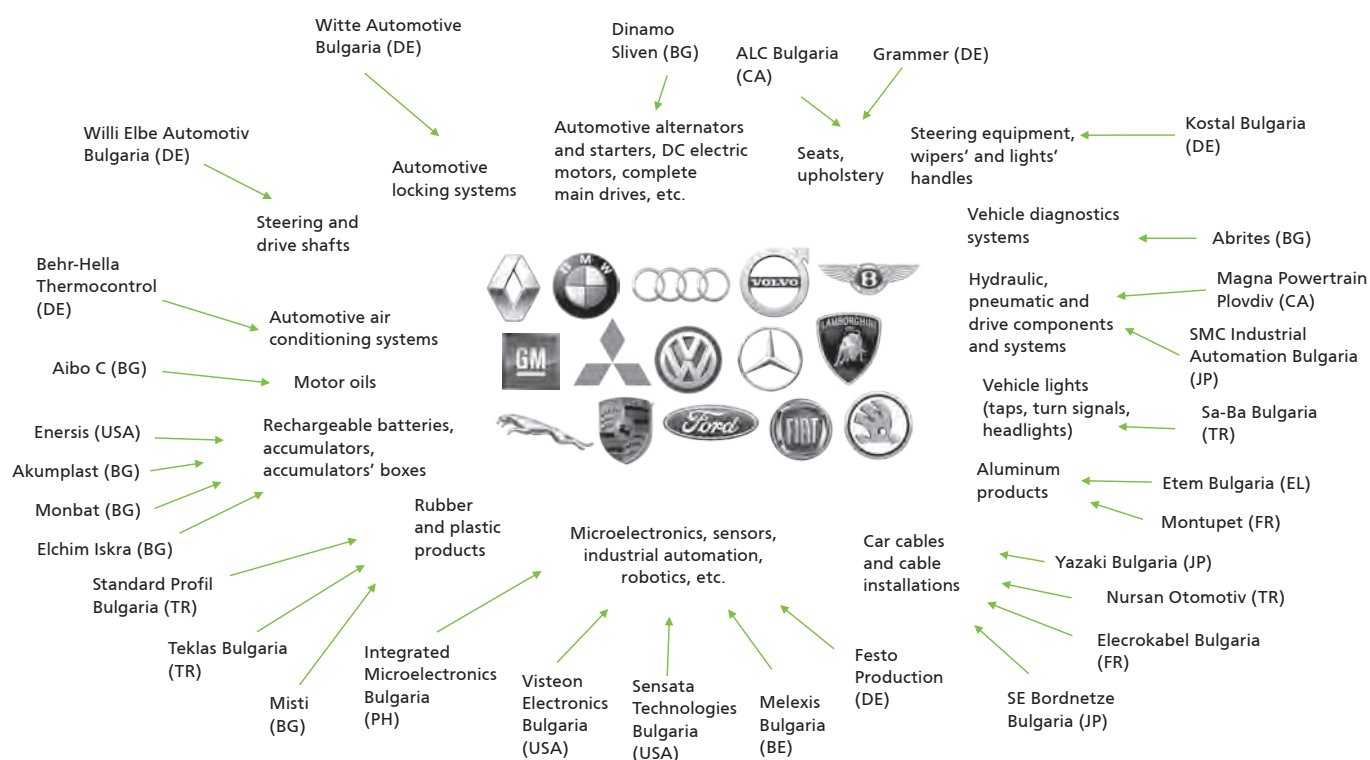 Witte Automotive
Bulgaria (DE)
Dinamo
Sliven (BG)
ALC Bulgaria
(CA)
Grammer (DE)
Willi Elbe Automotiv
Bulgaria (DE)
Automotive
locking systems
Automotive alternators
and starters, DC electric
motors, complete
main drives, etc.
Seats,
upholstery
Steering equipment,
wipers' and lights'
handles
Kostal Bulgaria
(DE)
Steering and
drive shafts
Vehicle diagnostics
systems
Abrites (BG)
Behr-Hella
Thermocontrol
(DE)
Automotive air
conditioning systems
BMW
VOLVO
B
Hydraulic,
pneumatic and
drive components
and systems
Magna Powertrain
Plovdiv (CA)
SMC Industrial
Automation Bulgaria
(JP)
GM
VW
LAMBORGHINI
Aibo C (BG)
Motor oils
Vehicle lights
(taps, turn signals,
headlights)
Sa-Ba Bulgaria
(TR)
Enersis (USA)
Akumplast (BG)
Monbat (BG)
Elchim Iskra (BG)
Rechargeable batteries,
accumulators,
accumulators' boxes
Ford
FIAT
Aluminum
products
Etem Bulgaria (EL)
Montupet (FR)
Rubber
and plastic
products
Standard Profil
Bulgaria (TR)
Teklas Bulgaria
(TR)
Misti
(BG)
Microelectronics, sensors,
industrial automation,
robotics, etc.
Integrated
Microelectronics
Bulgaria
(PH)
Visteon
Electronics
Bulgaria
(USA)
Sensata
Technologies
Bulgaria
(USA)
Melexis
Bulgaria
(BE)
Festo
Production
(DE)
Car cables
and cable
installations
Yazaki Bulgaria (JP)
Nursan Otomotiv (TR)
Elecrokabel Bulgaria
(FR)
SE Bordnetze
Bulgaria (JP)